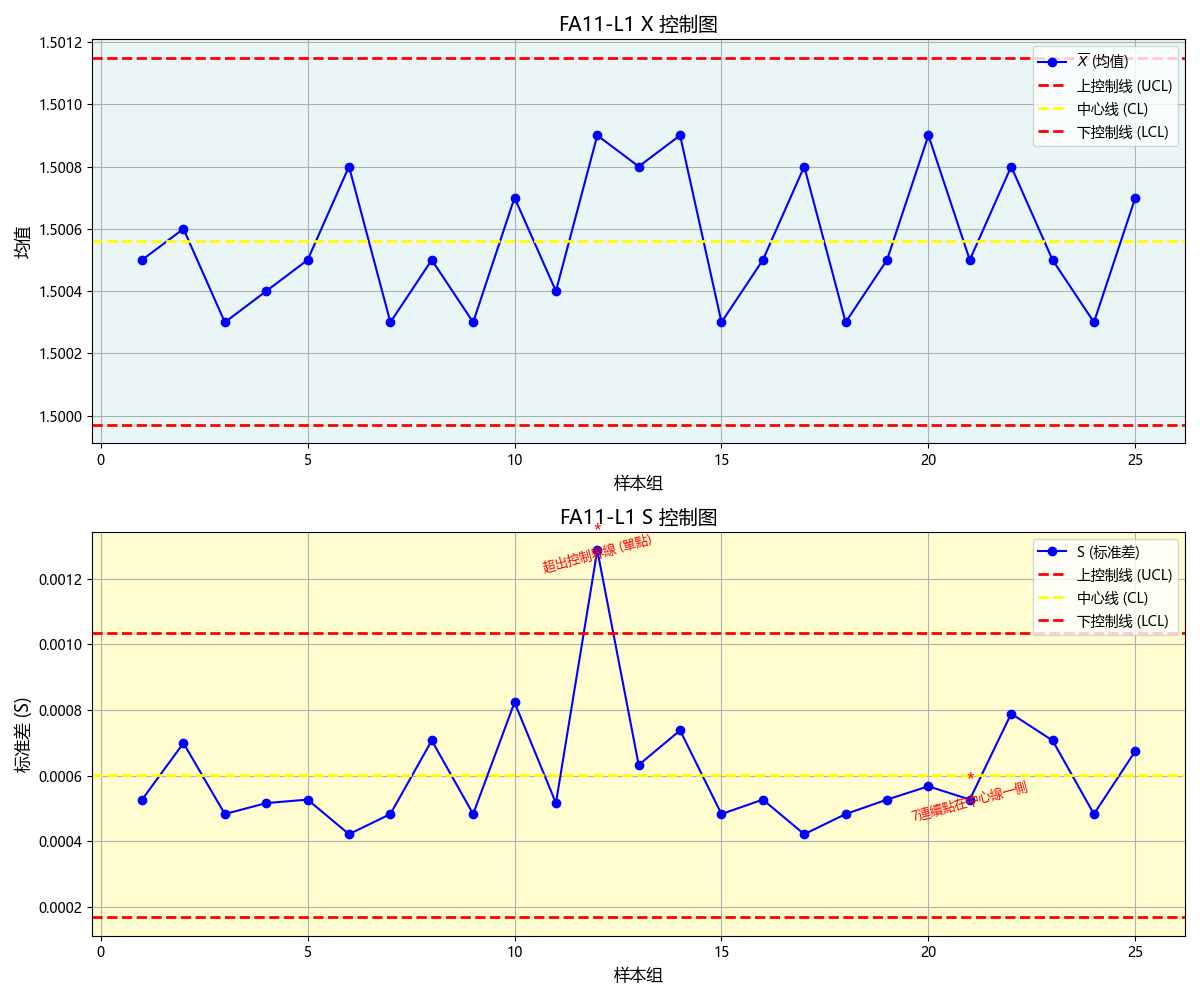 FA11-L1 X 控制图
1.5012
1.5010
1.5008
1.5006
1.5004
1.5002
1.5000
均值
X (均值)
上控制线 (UCL)
中心线 (CL)
下控制线 (LCL)
0
5
10
15
20
25
样本组
FA11-L1 S 控制图
0.0012
0.0010
0.0008
0.0006
0.0004
0.0002
标准差 (S)
*
超出控制界線 (單點)
S (标准差)
上控制线 (UCL)
中心线 (CL)
下控制线 (LCL)
*
7連續點在中心線一側
0
5
10
15
20
25
样本组